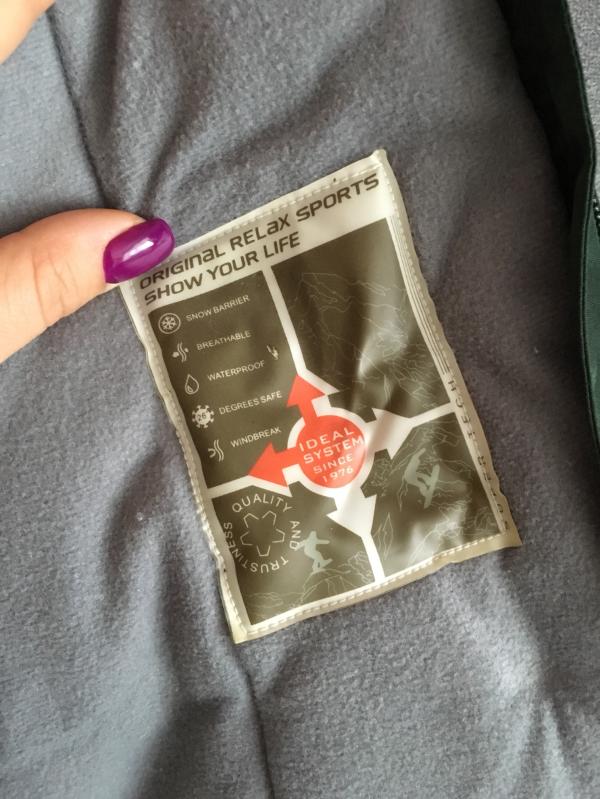 ORIGINAL RELAX SPORTS
SHOW YOUR LIFE
SNOW BARRIER
BREATHABLE
WATERPROOF
26 DEGREES SAFE
WINDBREAK
IDEAL
SYSTEM
SINCE
1976
QUALITY AND TRUSTINESS
TECH